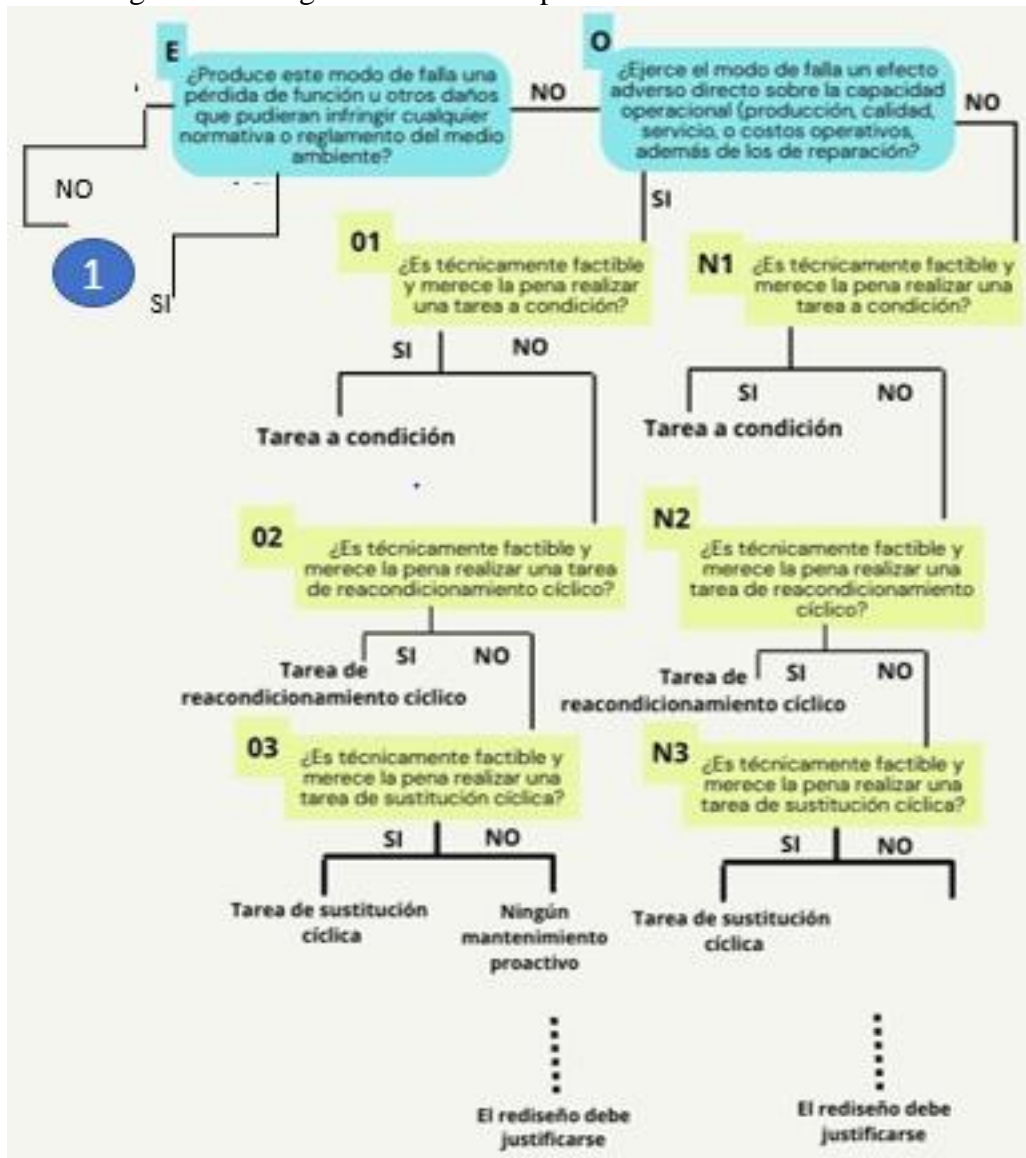 E
¿Produce este modo de falla una
pérdida de función u otros daños
que pudieran infringir cualquier
normativa o reglamento del medio
ambiente?
NO
O
¿Ejerce el modo de falla un efecto
adverso directo sobre la capacidad
operacional (producción, calidad,
servicio, o costos operativos,
además de los de reparación?
NO
NO
1
SI
SI
01
¿Es técnicamente factible
y merece la pena realizar
una tarea a condición?
N1
¿Es técnicamente factible y
merece la pena realizar una
tarea a condición?
SI
NO
Tarea a condición
SI
NO
Tarea a condición
02
¿Es técnicamente factible y
merece la pena realizar una tarea
de reacondicionamiento cíclico?
N2
¿Es técnicamente factible y
merece la pena realizar una
tarea de reacondicionamiento
cíclico?
SI
NO
Tarea de
reacondicionamiento cíclico
SI
NO
Tarea de
reacondicionamiento cíclico
03
¿Es técnicamente factible y
merece la pena realizar una
tarea de sustitución cíclica?
N3
¿Es técnicamente factible y
merece la pena realizar una
tarea de sustitución cíclica?
SI
NO
Tarea de sustitución
cíclica
Ningún
mantenimiento
proactivo
SI
NO
Tarea de sustitución
cíclica
El rediseño debe
justificarse
El rediseño debe
justificarse